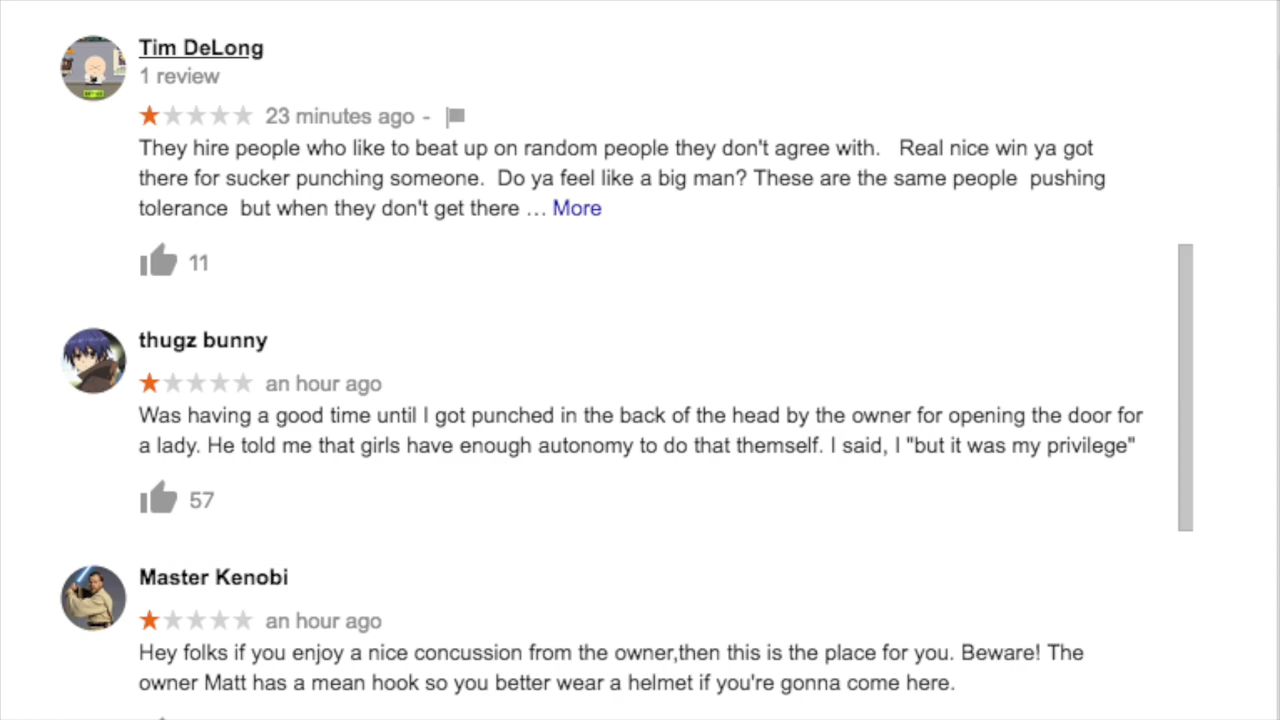 Tim DeLong
1 review
23 minutes ago -
They hire people who like to beat up on random people they don't agree with.   Real nice win ya got
there for sucker punching someone.  Do ya feel like a big man? These are the same people  pushing
tolerance  but when they don't get there … More
11
thugz bunny
an hour ago
Was having a good time until I got punched in the back of the head by the owner for opening the door for
a lady. He told me that girls have enough autonomy to do that themself. I said, I "but it was my privilege"
57
Master Kenobi
an hour ago
Hey folks if you enjoy a nice concussion from the owner,then this is the place for you. Beware! The
owner Matt has a mean hook so you better wear a helmet if you're gonna come here.